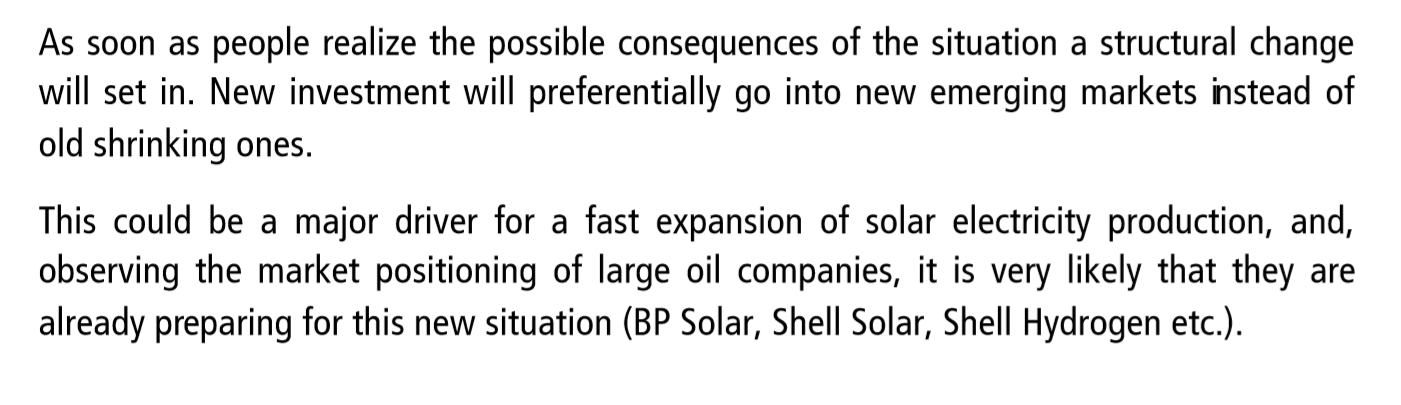 As soon as people realize the possible consequences of the situation a structural change
will set in. New investment will preferentially go into new emerging markets instead of
old shrinking ones.
This could be a major driver for a fast expansion of solar electricity production, and,
observing the market positioning of large oil companies, it is very likely that they are
already preparing for this new situation (BP Solar, Shell Solar, Shell Hydrogen etc.).